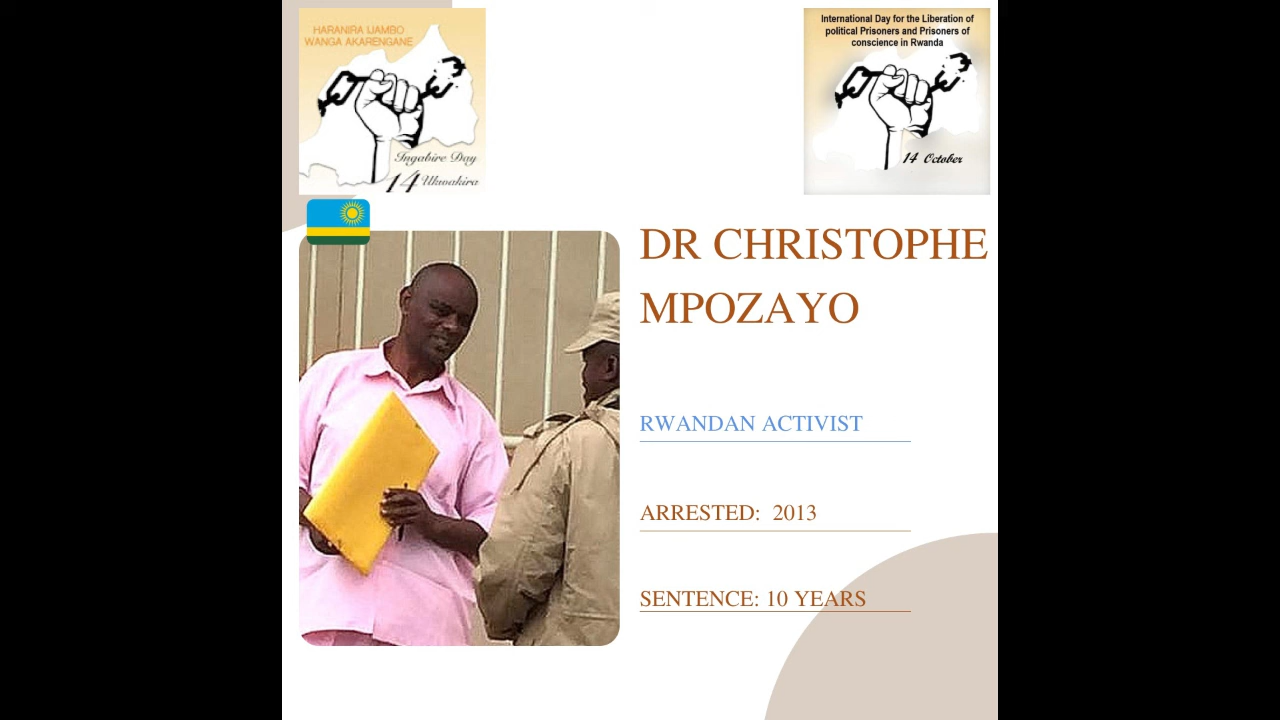 HARANIRA IJAMBO
WANGA AKARENGANE
Ingabire Day
14 Ukwakira
International Day for the Liberation of
political Prisoners and Prisoners of
conscience in Rwanda
14 October
DR CHRISTOPHE
MPOZAYO
RWANDAN ACTIVIST
ARRESTED: 2013
SENTENCE: 10 YEARS